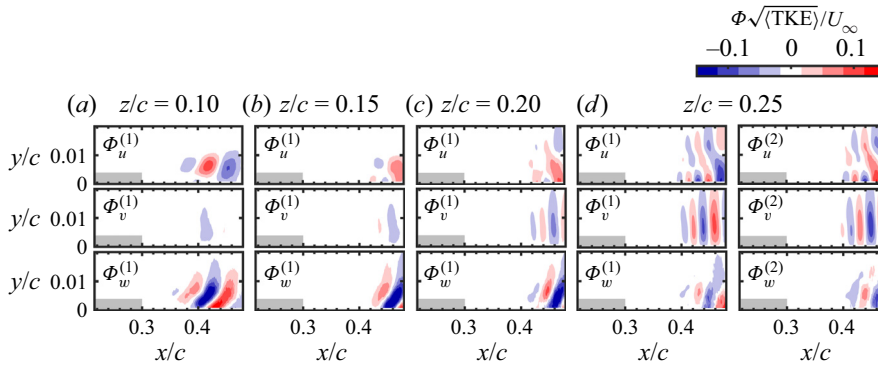 Φ√⟨TKE⟩/U∞
–0.1 0 0.1
(a) z/c = 0.10 (b) z/c = 0.15 (c) z/c = 0.20 (d) z/c = 0.25
y/c 0.01 0 Φu(1) Φu(1) Φu(1) Φu(1) Φu(2)
y/c 0.01 0 Φv(1) Φv(1) Φv(1) Φv(1) Φv(2)
y/c 0.01 0 Φw(1) Φw(1) Φw(1) Φw(1) Φw(2)
0.3 0.4 0.3 0.4 0.3 0.4 0.3 0.4 0.3 0.4
x/c x/c x/c x/c x/c